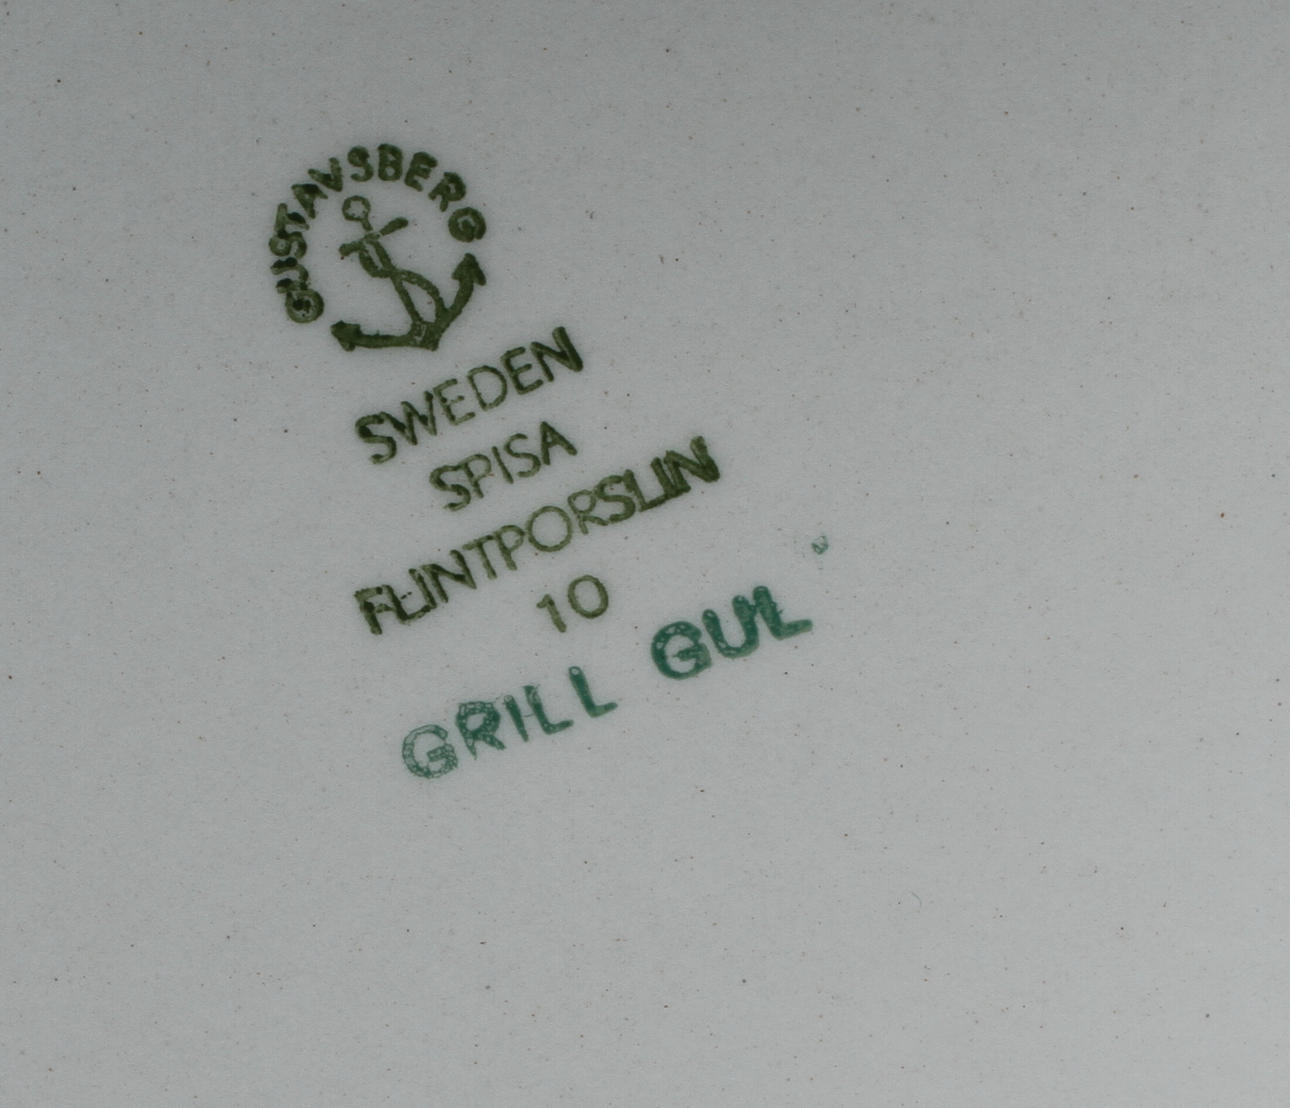 GUSTAVSBERG
SWEDEN
SPISA
FLINTPORSLIN
10
GRILL GUL